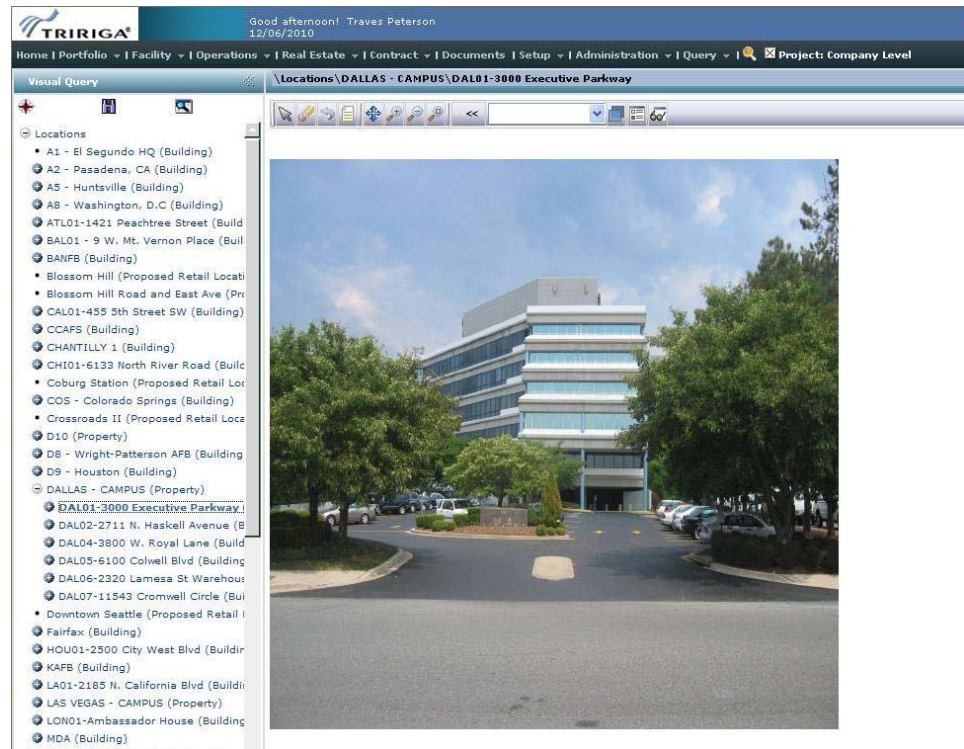 TRIRIGA®
Good afternoon! Traves Peterson
12/06/2010
Home | Portfolio | Facility | Operations | Real Estate | Contract | Documents | Setup | Administration | Query | Project: Company Level
Visual Query
\Locations\DALLAS - CAMPUS\DAL01-3000 Executive Parkway
<<
Locations
A1 - El Segundo HQ (Building)
A2 - Pasadena, CA (Building)
A5 - Huntsville (Building)
A8 - Washington, D.C (Building)
ATL01-1421 Peachtree Street (Build
BAL01 - 9 W. Mt. Vernon Place (Buil
BANFB (Building)
Blossom Hill (Proposed Retail Locati
Blossom Hill Road and East Ave (Pro
CAL01-455 5th Street SW (Building)
CCAFS (Building)
CHANTILLY 1 (Building)
CHI01-6133 North River Road (Build
Coburg Station (Proposed Retail Loc
COS - Colorado Springs (Building)
Crossroads II (Proposed Retail Loca
D10 (Property)
D8 - Wright-Patterson AFB (Building
D9 - Houston (Building)
DALLAS - CAMPUS (Property)
DAL01-3000 Executive Parkway (
DAL02-2711 N. Haskell Avenue (B
DAL04-3800 W. Royal Lane (Build
DAL05-6100 Colwell Blvd (Building
DAL06-2320 Lamesa St Warehous
DAL07-11543 Cromwell Circle (Bui
Downtown Seattle (Proposed Retail
Fairfax (Building)
HOU01-2500 City West Blvd (Buildin
KAFB (Building)
LA01-2185 N. California Blvd (Buildi
LAS VEGAS - CAMPUS (Property)
LON01-Ambassador House (Building
MDA (Building)